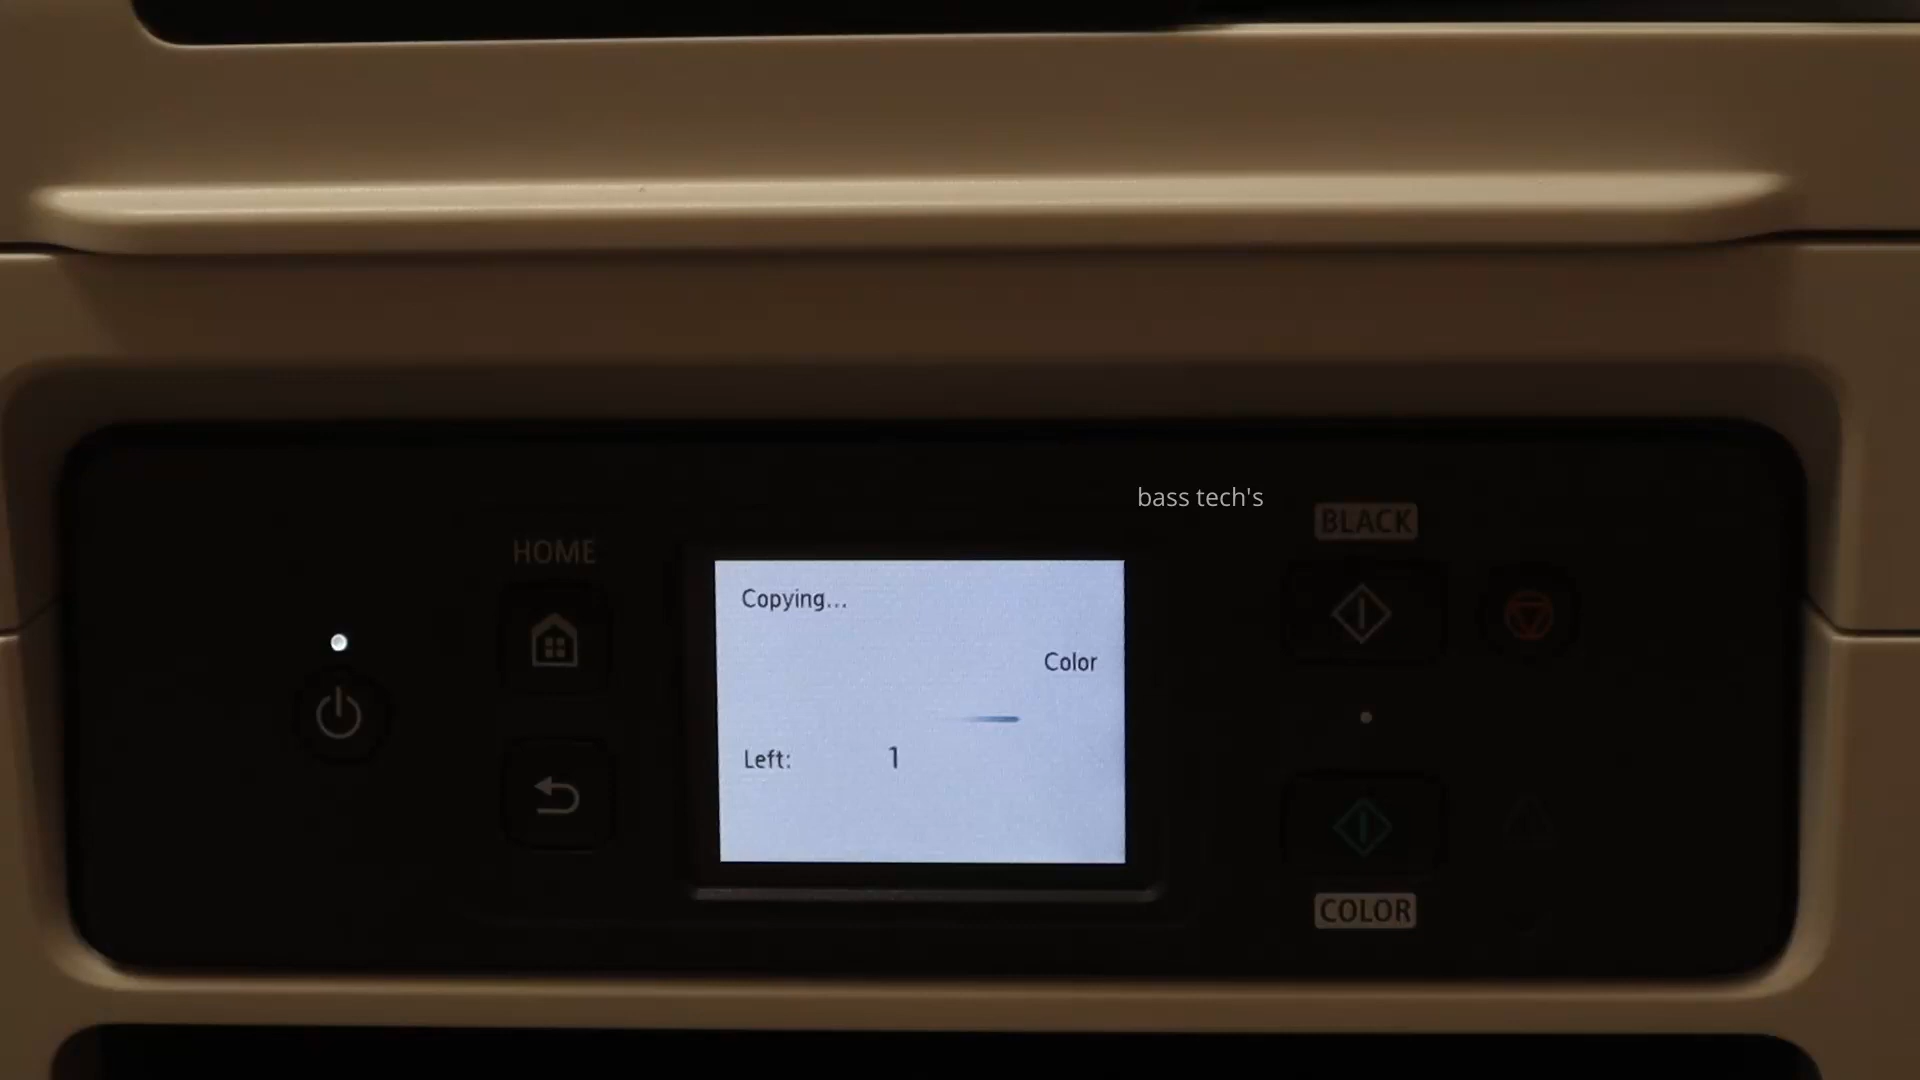 bass tech's
BLACK
HOME
Copying...
Color
Left: 1
COLOR